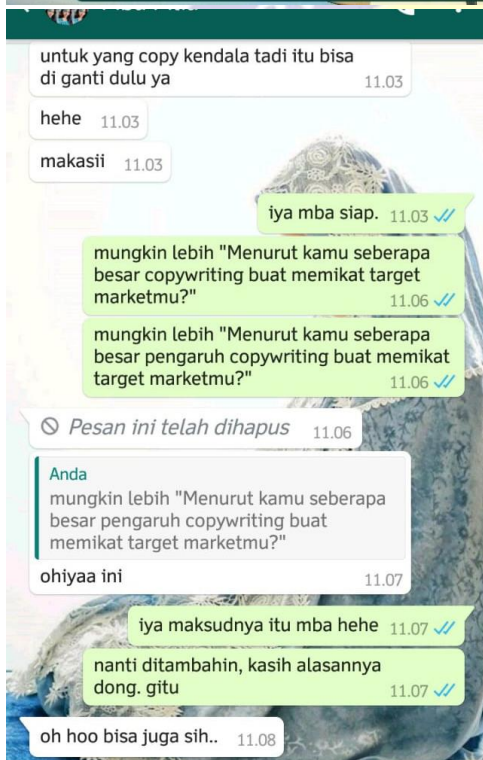 untuk yang copy kendala tadi itu bisa
di ganti dulu ya
11.03
hehe 11.03
makasii 11.03
iya mba siap. 11.03
mungkin lebih "Menurut kamu seberapa
besar copywriting buat memikat target
marketmu?"
11.06
mungkin lebih "Menurut kamu seberapa
besar pengaruh copywriting buat memikat
target marketmu?"
11.06
Pesan ini telah dihapus 11.06
Anda
mungkin lebih "Menurut kamu seberapa
besar pengaruh copywriting buat
memikat target marketmu?"
ohiyaa ini
11.07
iya maksudnya itu mba hehe 11.07
nanti ditambahin, kasih alasannya
dong. gitu
11.07
oh hoo bisa juga sih.. 11.08